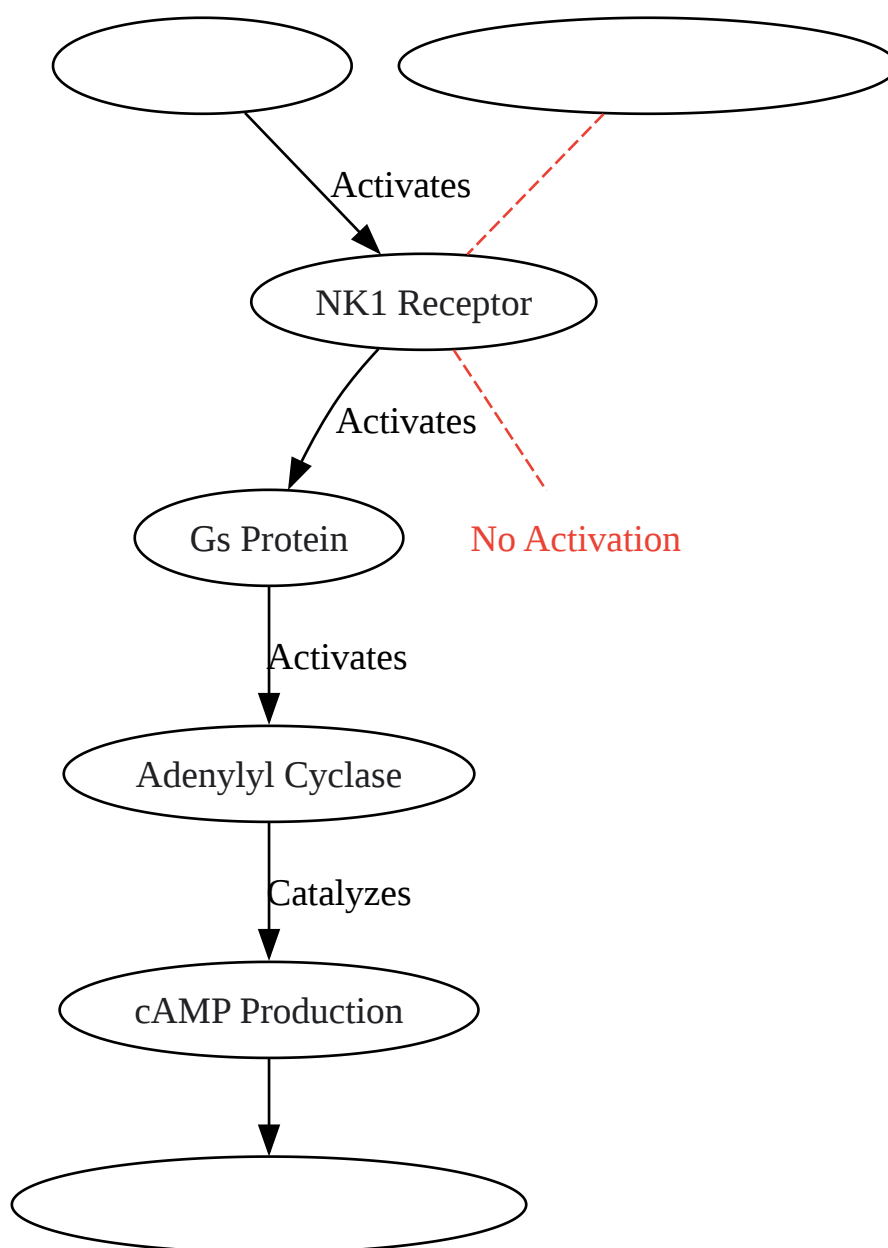 Activates
NK1 Receptor
Activates
Gs Protein
No Activation
Activates
Adenylyl Cyclase
Catalyzes
cAMP Production